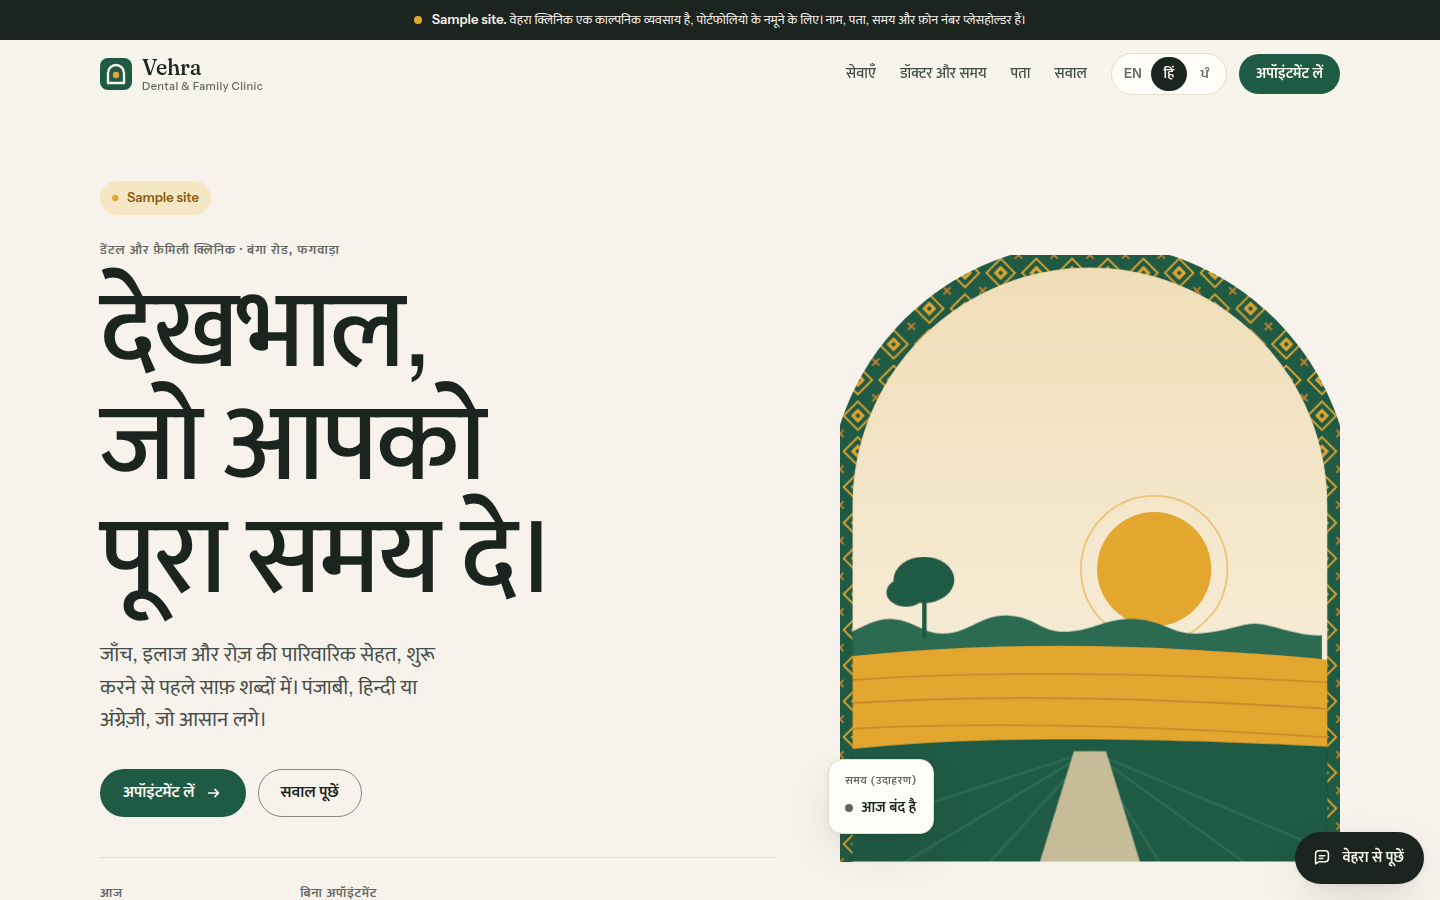 Sample site. वेहरा क्लिनिक एक काल्पनिक व्यवसाय है, पोर्टफोलियो के नमूने के लिए। नाम, पता, समय और फ़ोन नंबर प्लेसहोल्डर हैं।
Vehra
Dental & Family Clinic
सेवाएँ
डॉक्टर और समय
पता
सवाल
EN
हिं
ਪੰ
अपॉइंटमेंट लें
Sample site
डेंटल और फ़ैमिली क्लिनिक · बंगा रोड, फगवाड़ा
देखभाल,
जो आपको
पूरा समय दे।
जाँच, इलाज और रोज़ की पारिवारिक सेहत, शुरू
करने से पहले साफ़ शब्दों में। पंजाबी, हिन्दी या
अंग्रेज़ी, जो आसान लगे।
अपॉइंटमेंट लें
सवाल पूछें
समय (उदाहरण)
आज बंद है
वेहरा से पूछें
आज
बिना अपॉइंटमेंट